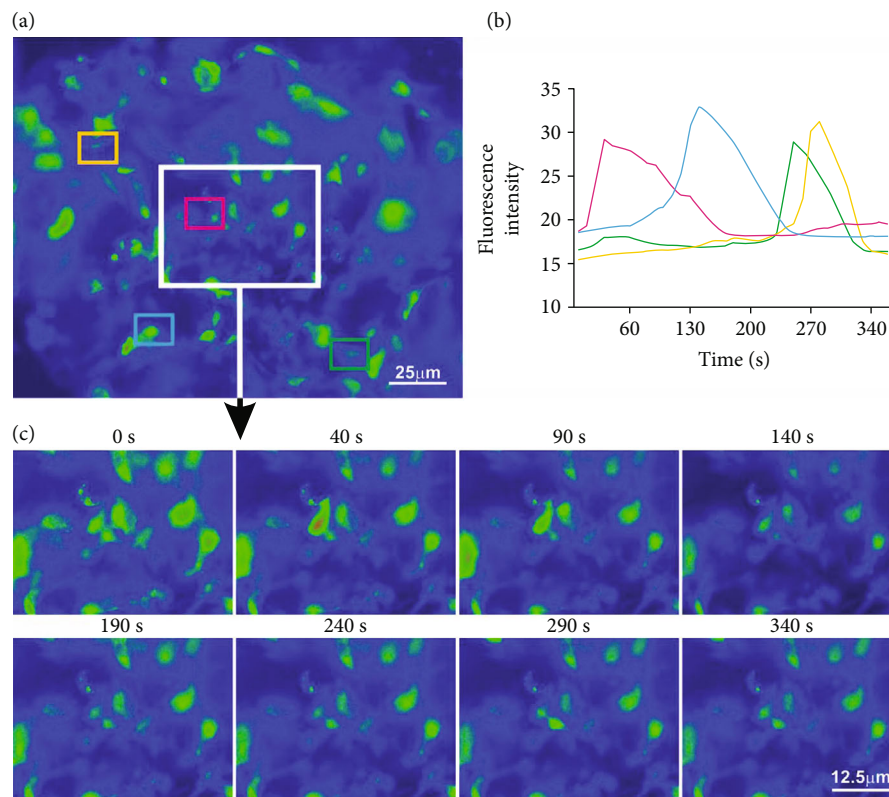 (a)
25μm
(b)
Fluorescence
intensity
35
30
25
20
15
10
60 130 200 270 340
Time (s)
(c)
0 s 40 s 90 s 140 s
190 s 240 s 290 s 340 s
12.5μm